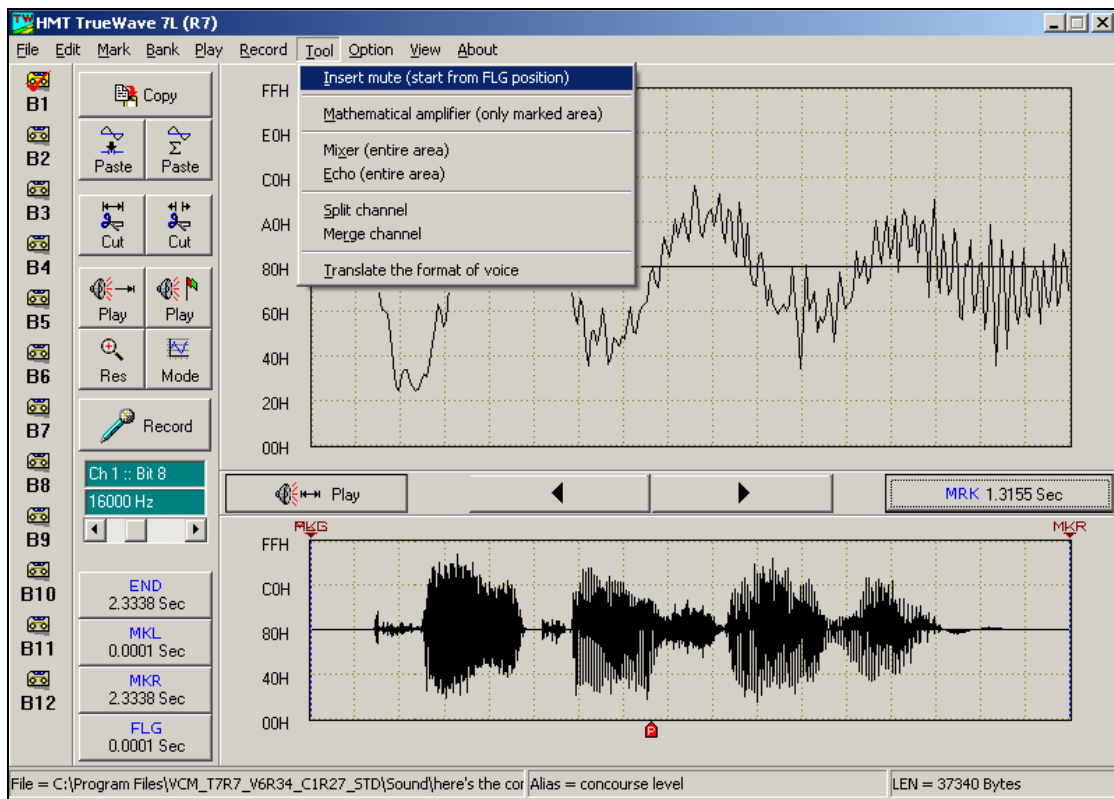 HMT TrueWave 7L (R7)
File Edit Mark Bank Play Record Tool Option View About
B1
B2
B3
B4
B5
B6
B7
B8
B9
B10
B11
B12
Copy
Paste Paste
Σ
Cut Cut
Play Play
Res Mode
Record
Ch 1 :: Bit 8
16000 Hz
END
2.3338 Sec
MKL
0.0001 Sec
MKR
2.3338 Sec
FLG
0.0001 Sec
Insert mute (start from FLG position)
Mathematical amplifier (only marked area)
Mixer (entire area)
Echo (entire area)
Split channel
Merge channel
Translate the format of voice
FFH
E0H
C0H
A0H
80H
60H
40H
20H
00H
Play
MRK 1.3155 Sec
MKR
FFH
C0H
80H
40H
00H
P
File = C:\Program Files\VCM_T7R7_V6R34_C1R27_STD\Sound\here's the cor
Alias = concourse level
LEN = 37340 Bytes